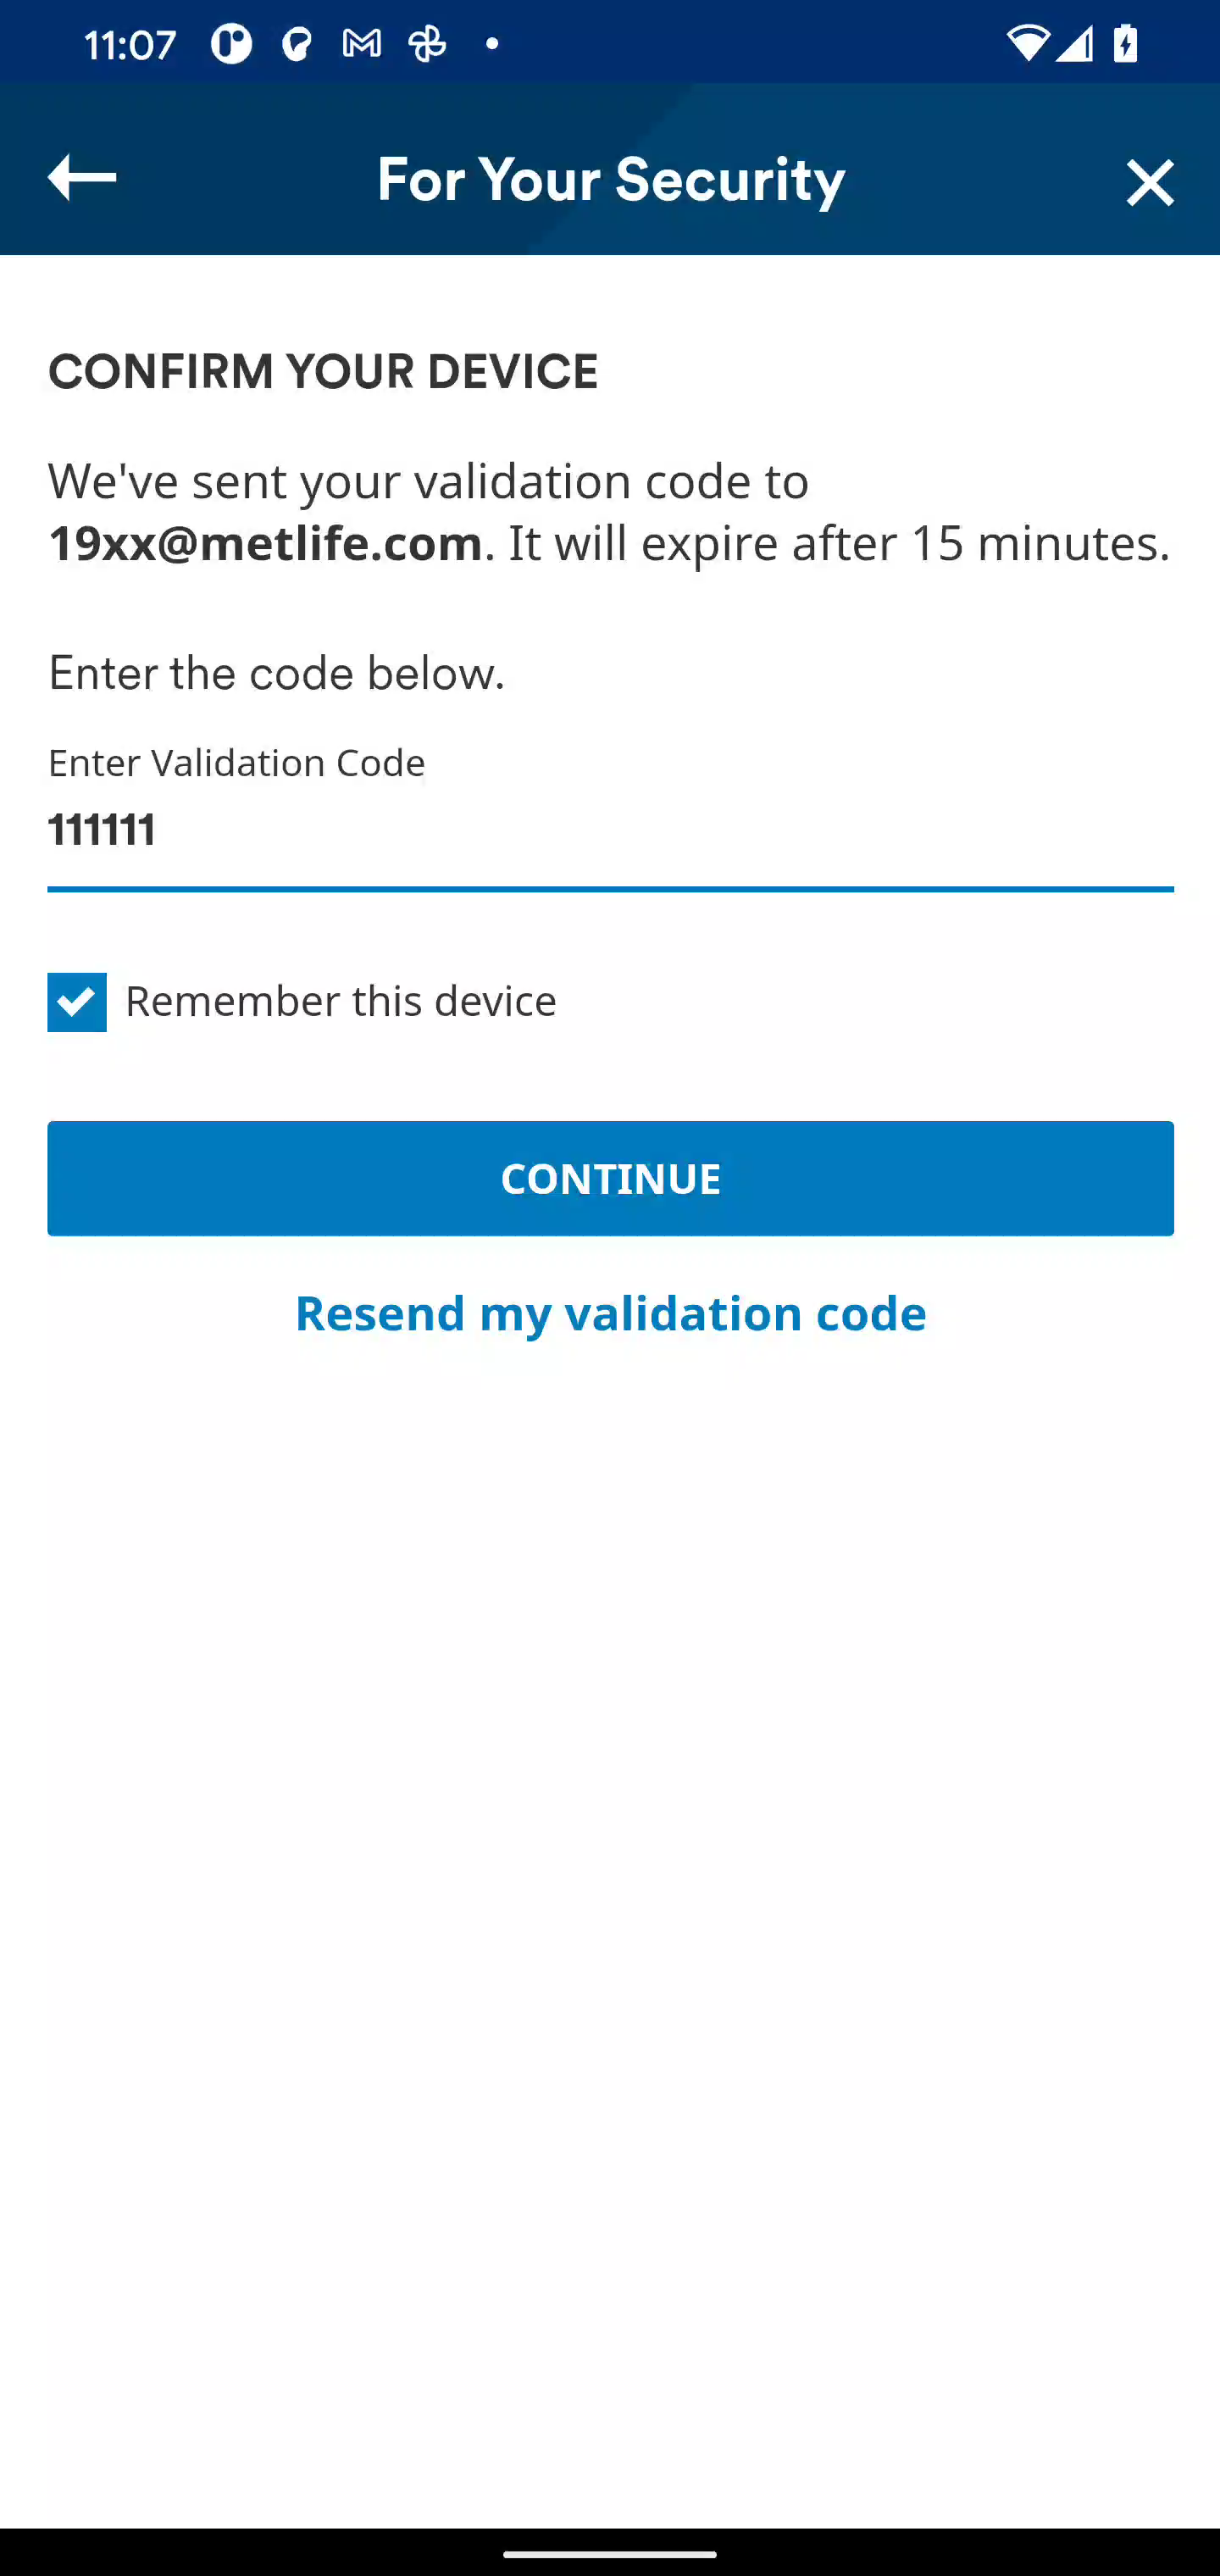 11:07
For Your Security
CONFIRM YOUR DEVICE
We've sent your validation code to
19xx@metlife.com. It will expire after 15 minutes.
Enter the code below.
Enter Validation Code
111111
Remember this device
CONTINUE
Resend my validation code